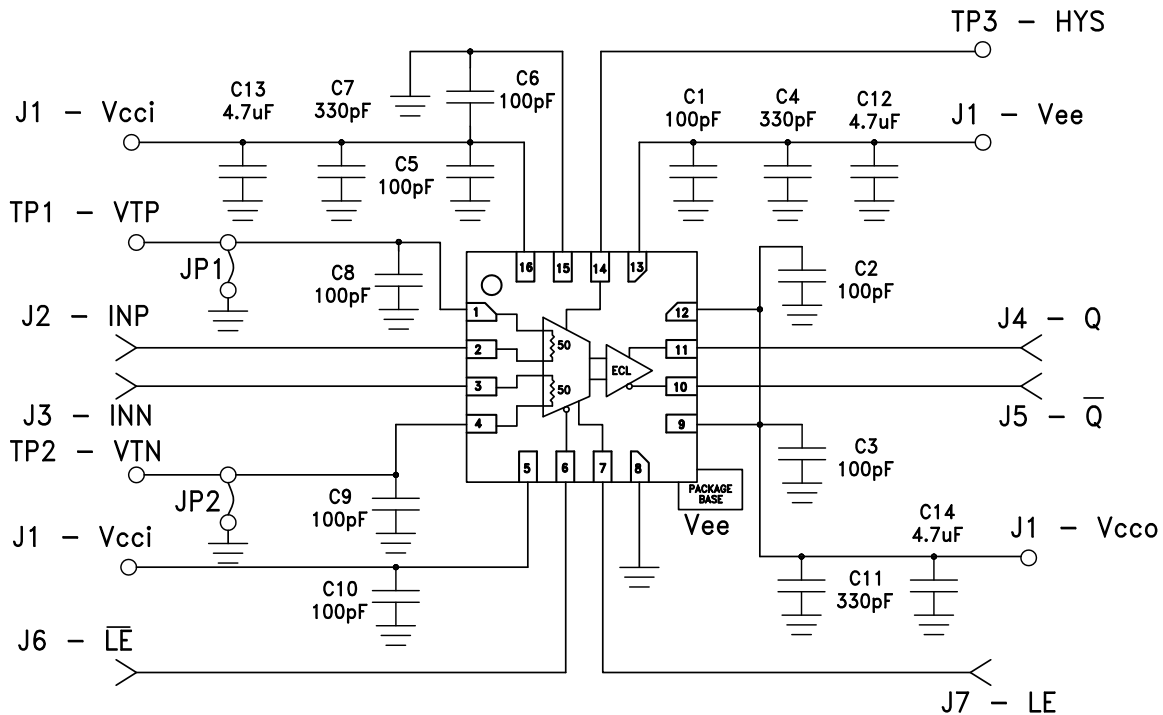 TP3 - HYS
C13
4.7uF
C7
330pF
C6
100pF
C1
100pF
C4
330pF
C12
4.7uF
J1 - Vcci
J1 - Vee
C5
100pF
TP1 - VTP
JP1
C8
100pF
16
15
14
13
C2
100pF
J2 - INP
1
12
J4 - Q
2
50
11
ECL
3
50
10
J3 - INN
J5 - Q̅
4
9
TP2 - VTN
C3
100pF
5
6
7
8
JP2
C9
100pF
PACKAGE
BASE
Vee
C14
4.7uF
J1 - Vcci
J1 - Vcco
C10
100pF
C11
330pF
J6 - L̅E̅
J7 - LE